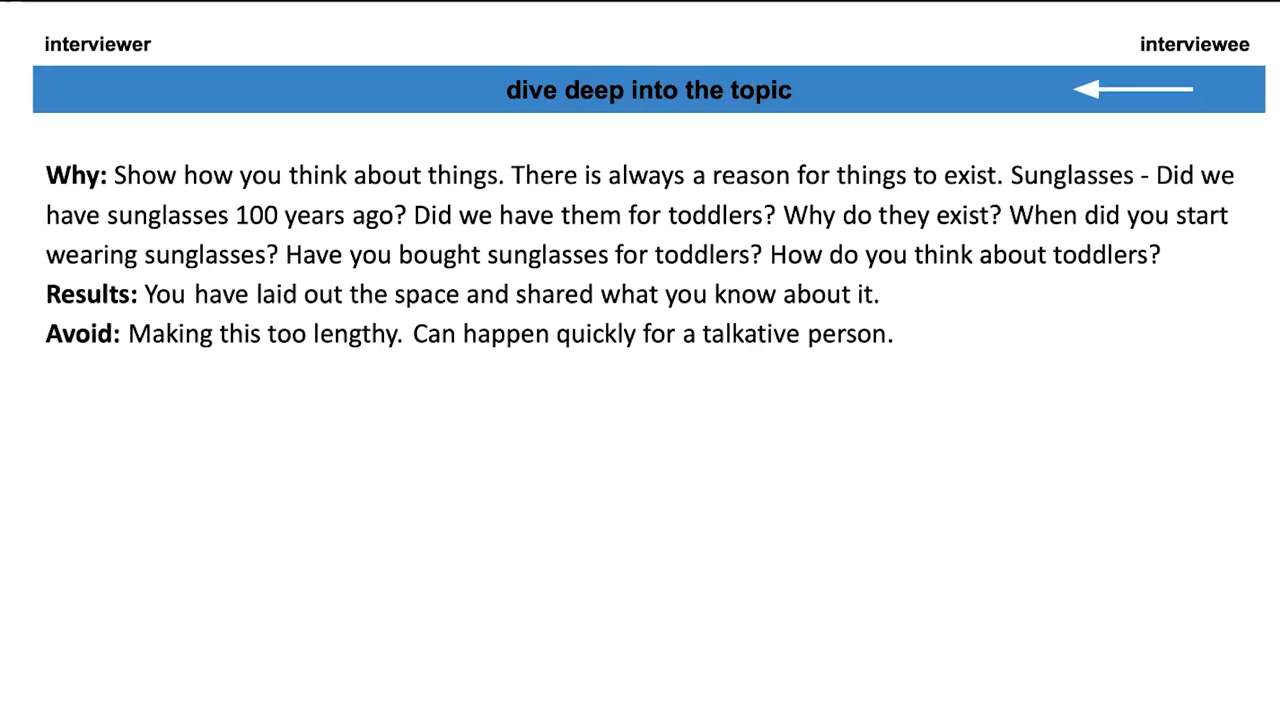 interviewer
interviewee
dive deep into the topic
Why: Show how you think about things. There is always a reason for things to exist. Sunglasses - Did we
have sunglasses 100 years ago? Did we have them for toddlers? Why do they exist? When did you start
wearing sunglasses? Have you bought sunglasses for toddlers? How do you think about toddlers?
Results: You have laid out the space and shared what you know about it.
Avoid: Making this too lengthy. Can happen quickly for a talkative person.